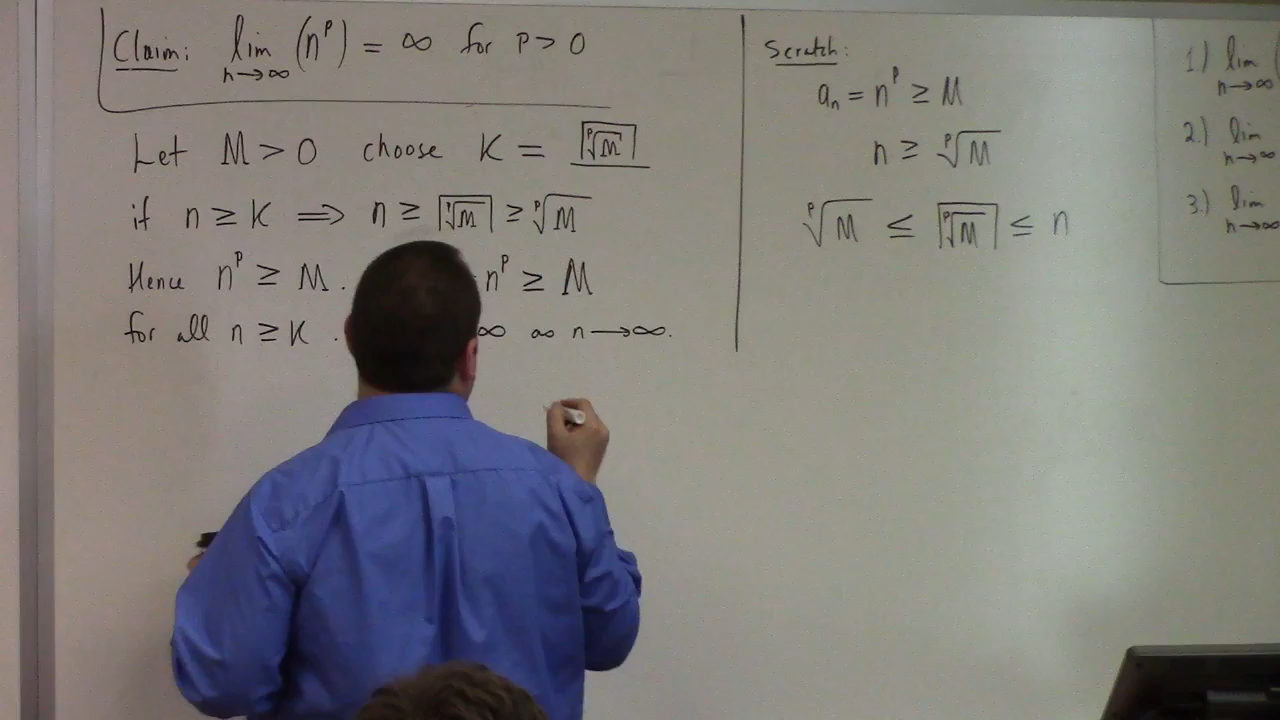 Claim: lim n→∞ (n^p) = ∞ for p > 0
Let M > 0 choose K = ⌈ᵖ√M⌉
if n ≥ K ⟹ n ≥ ⌈ᵖ√M⌉ ≥ ᵖ√M
Hence n^p ≥ M. n^p ≥ M
for all n ≥ K. ∞ as n→∞.
Scratch:
aₙ = n^p ≥ M
n ≥ ᵖ√M
ᵖ√M ≤ ⌈ᵖ√M⌉ ≤ n
1.) lim n→∞ (
2.) lim n→∞
3.) lim n→∞